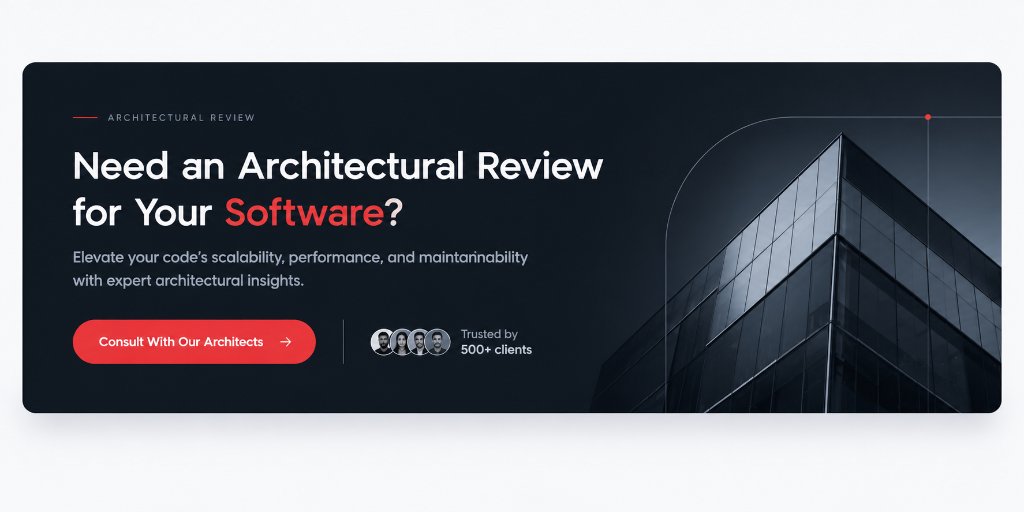 ARCHITECTURAL REVIEW
Need an Architectural Review
for Your Software?
Elevate your code's scalability, performance, and maintarınability
with expert architectural insights.
Consult With Our Architects →
Trusted by
500+ clients